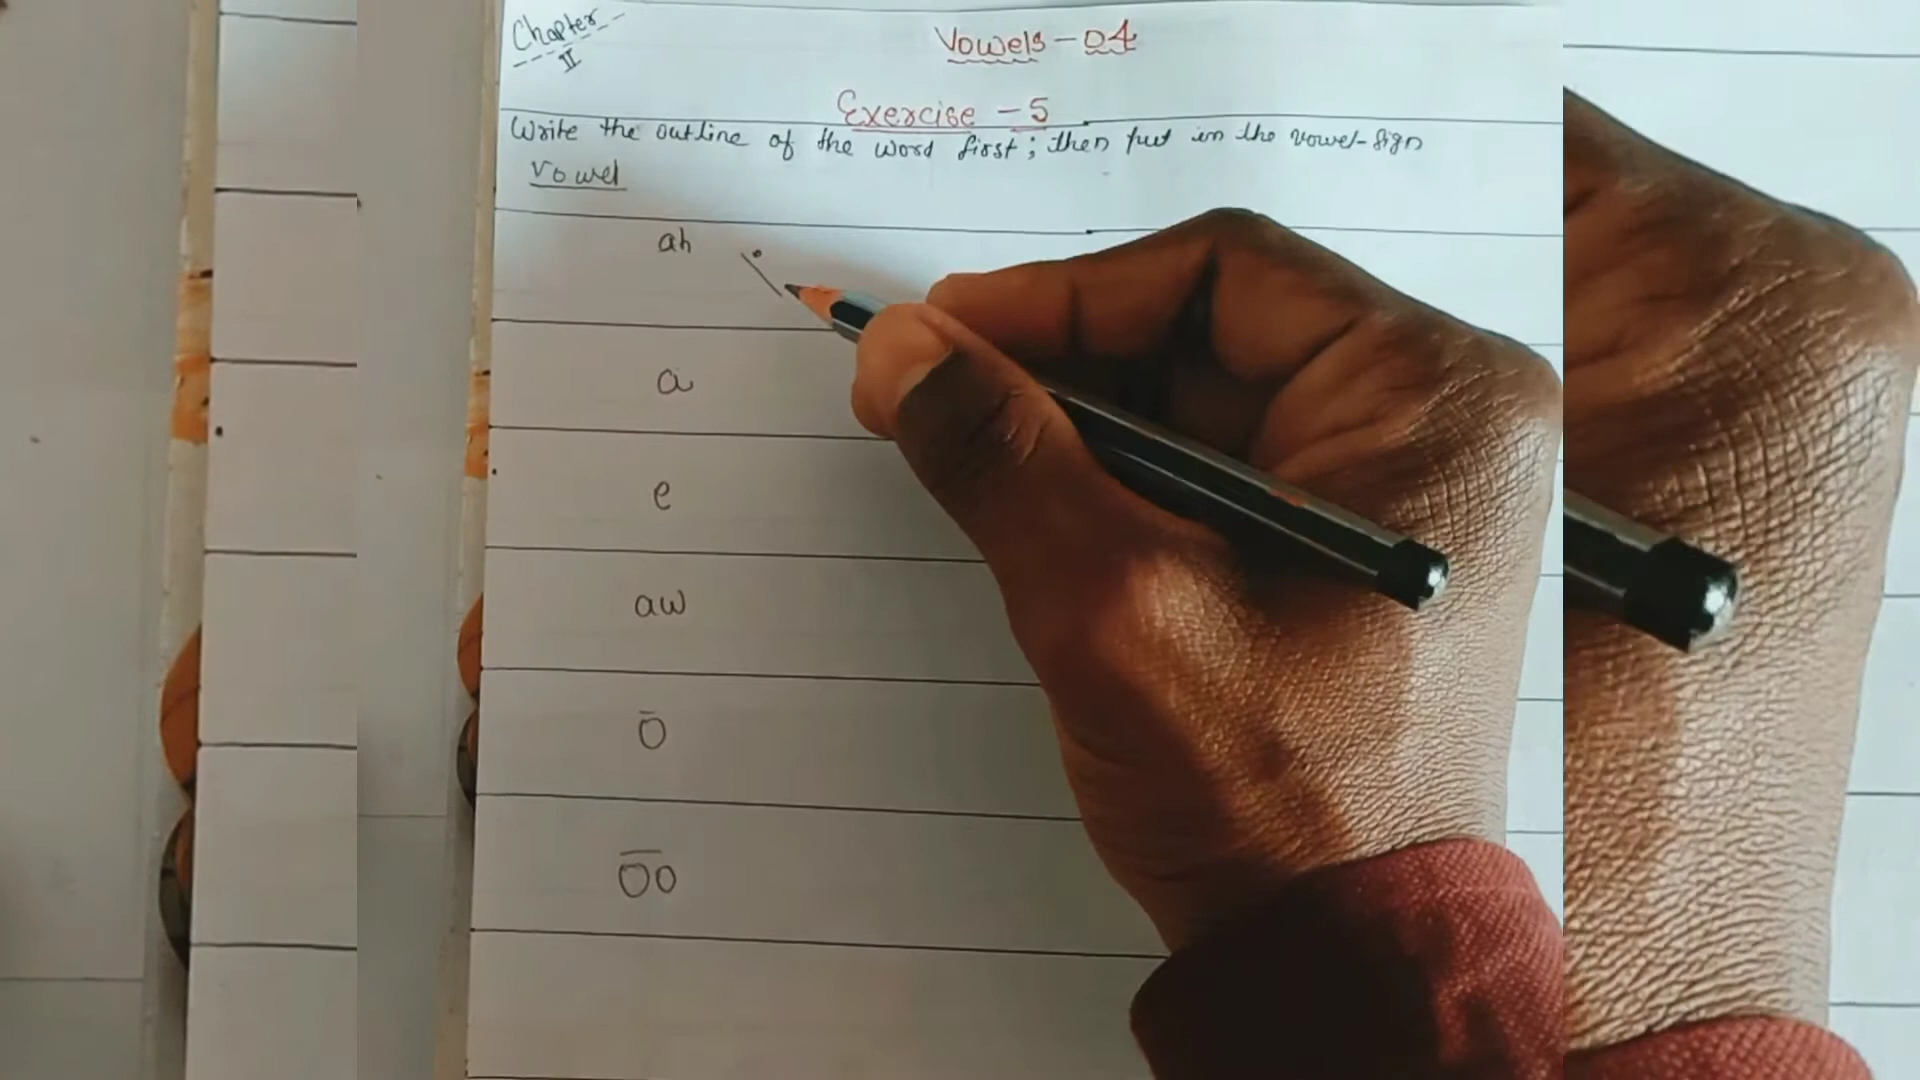 Chapter
II
Vowels - 04
Exercise - 5
Write the outline of the word first; then put in the vowel-sign
Vowel
ah
a
e
aw
ō
o͞o